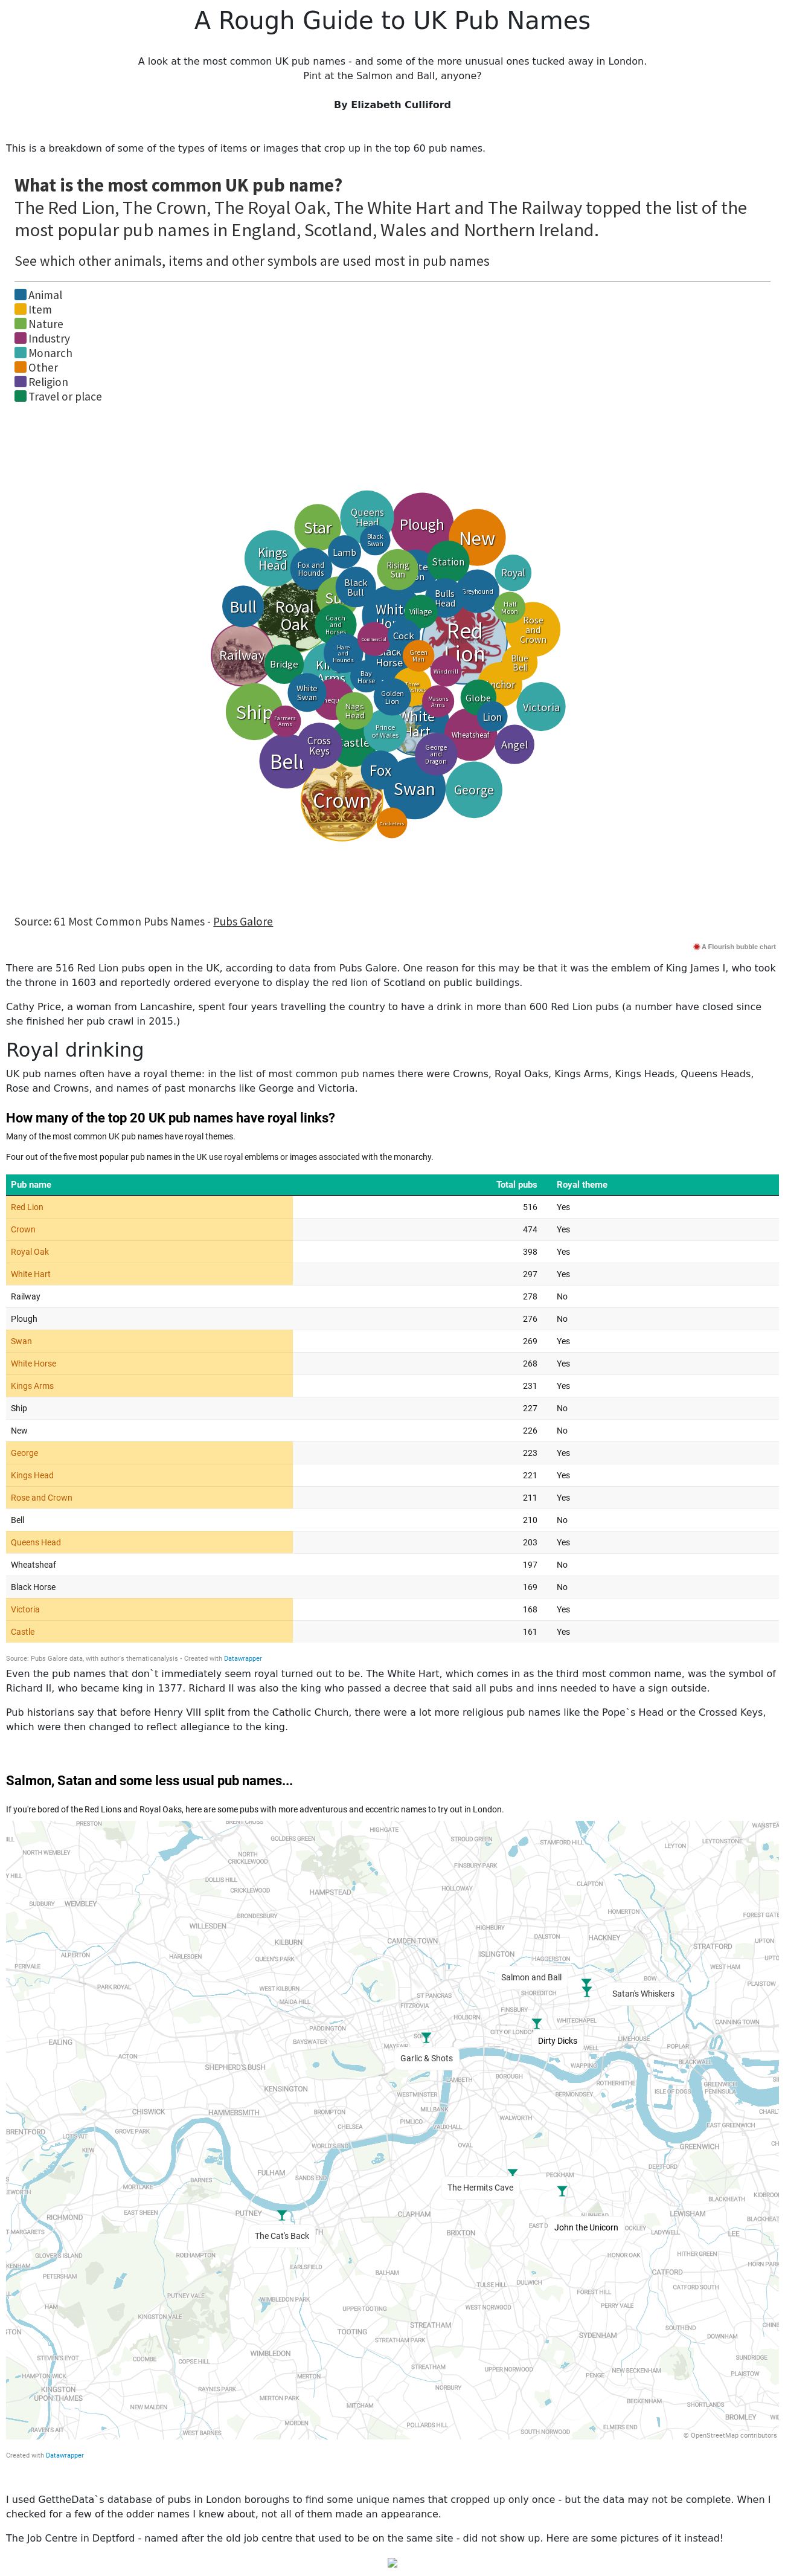 A Rough Guide to UK Pub Names
A look at the most common UK pub names - and some of the more unusual ones tucked away in London.
Pint at the Salmon and Ball, anyone?
By Elizabeth Culliford
This is a breakdown of some of the types of items or images that crop up in the top 60 pub names.
What is the most common UK pub name?
The Red Lion, The Crown, The Royal Oak, The White Hart and The Railway topped the list of the
most popular pub names in England, Scotland, Wales and Northern Ireland.
See which other animals, items and other symbols are used most in pub names
Animal
Item
Nature
Industry
Monarch
Other
Religion
Travel or place
Queens
Head
Star
Plough
New
Black
Swan
Kings
Head
Lamb
Fox and
Hounds
Rising
Sun
Station
Royal
Black
Bull
Bulls
Head
Greyhound
Bull
Royal
Oak
Village
Half
Moon
Rose
and
Crown
Coach
and
Horses
Commercial
Cock
Red
Lion
Railway
Bridge
Hare
and
Hounds
Horse
Green
Man
Blue
Bell
Windmill
Arms
Bay
Horse
White
Swan
Golden
Lion
Masons
Arms
Globe
Victoria
Ship
Farmers
Arms
Nags
Head
Lion
Prince
of Wales
White
Hart
Wheatsheaf
Cross
Keys
Angel
George
and
Dragon
Fox
Crown
Swan
George
Cricketers
Source: 61 Most Common Pubs Names - Pubs Galore
A Flourish bubble chart
There are 516 Red Lion pubs open in the UK, according to data from Pubs Galore. One reason for this may be that it was the emblem of King James I, who took
the throne in 1603 and reportedly ordered everyone to display the red lion of Scotland on public buildings.
Cathy Price, a woman from Lancashire, spent four years travelling the country to have a drink in more than 600 Red Lion pubs (a number have closed since
she finished her pub crawl in 2015.)
Royal drinking
UK pub names often have a royal theme: in the list of most common pub names there were Crowns, Royal Oaks, Kings Arms, Kings Heads, Queens Heads,
Rose and Crowns, and names of past monarchs like George and Victoria.
How many of the top 20 UK pub names have royal links?
Many of the most common UK pub names have royal themes.
Four out of the five most popular pub names in the UK use royal emblems or images associated with the monarchy.
Pub name Total pubs Royal theme
Red Lion 516 Yes
Crown 474 Yes
Royal Oak 398 Yes
White Hart 297 Yes
Railway 278 No
Plough 276 No
Swan 269 Yes
White Horse 268 Yes
Kings Arms 231 Yes
Ship 227 No
New 226 No
George 223 Yes
Kings Head 221 Yes
Rose and Crown 211 Yes
Bell 210 No
Queens Head 203 Yes
Wheatsheaf 197 No
Black Horse 169 No
Victoria 168 Yes
Castle 161 Yes
Source: Pubs Galore data, with author's thematicanalysis • Created with Datawrapper
Even the pub names that don`t immediately seem royal turned out to be. The White Hart, which comes in as the third most common name, was the symbol of
Richard II, who became king in 1377. Richard II was also the king who passed a decree that said all pubs and inns needed to have a sign outside.
Pub historians say that before Henry VIII split from the Catholic Church, there were a lot more religious pub names like the Pope`s Head or the Crossed Keys,
which were then changed to reflect allegiance to the king.
Salmon, Satan and some less usual pub names...
If you're bored of the Red Lions and Royal Oaks, here are some pubs with more adventurous and eccentric names to try out in London.
PRESTON
HIGHGATE
GOLDERS GREEN
STROUD GREEN
STAMFORD HILL
LEYTON
LEYTONSTONE
NORTH WEMBLEY
NORTH
CRICKLEWOOD
FINSBURY PARK
DOLLIS HILL
CRICKLEWOOD
HAMPSTEAD
HOLLOWAY
CLAPTON
SUDBURY
WEMBLEY
HOMERTON
BRONDESBURY
WILLESDEN
HIGHBURY
KILBURN
CAMDEN TOWN
DALSTON
HACKNEY
STRATFORD
UPTON
ALPERTON
HARLESDEN
QUEEN'S PARK
ISLINGTON
HAGGERSTON
WEST HAM
PERIVALE
PARK ROYAL
WEST KILBURN
MAIDA HILL
ST PANCRAS
Salmon and Ball
BOW
PLAISTOW
SHOREDITCH
Satan's Whiskers
FITZROVIA
FINSBURY
HOLBORN
WHITECHAPEL
CANNING TOWN
PADDINGTON
CITY OF LONDON
LIMEHOUSE
EALING
BAYSWATER
Dirty Dicks
POPLAR
ACTON
Garlic & Shots
WAPPING
BLACKWALL
SHEPHERD'S BUSH
BOROUGH
ROTHERHITHE
KENSINGTON
WESTMINSTER
BERMONDSEY
ISLE OF DOGS
GREENWICH
PENINSULA
CHISWICK
HAMMERSMITH
BROMPTON
MILLBANK
PIMLICO
WALWORTH
BRENTFORD
GROVE PARK
CHELSEA
VAUXHALL
EAST GREENWICH
KEW
WORLD'S END
OVAL
GREENWICH
BARNES
FULHAM
SANDS END
PECKHAM
DEPTFORD
MORTLAKE
The Hermits Cave
BLACKHEATH
RICHMOND
EAST SHEEN
PUTNEY
CLAPHAM
LEWISHAM
The Cat's Back
BRIXTON
John the Unicorn
LADYWELL
LEE
ROEHAMPTON
HONOR OAK
HITHER GREEN
PETERSHAM
EARLSFIELD
BALHAM
CATFORD
TULSE HILL
DULWICH
CATFORD SOUTH
HAM
PUTNEY VALE
WIMBLEDON PARK
FOREST HILL
KINGSTON VALE
UPPER TOOTING
WEST NORWOOD
PERRY VALE
STREATHAM
SOUTHEND
TOOTING
STREATHAM PARK
SYDENHAM
DOWNHAM
COOMBE
COPSE HILL
WIMBLEDON
STREATHAM
UPPER NORWOOD
SUNDRIDGE
KINGSTON
UPON THAMES
RAYNES PARK
MERTON
NORBURY
PENGE
NEW BECKENHAM
PLAISTOW
NEW MALDEN
MERTON PARK
MITCHAM
BECKENHAM
SHORTLANDS
BROMLEY
WEST BARNES
MORDEN
POLLARDS HILL
SOUTH NORWOOD
ELMERS END
© OpenStreetMap contributors
Created with Datawrapper
I used GettheData`s database of pubs in London boroughs to find some unique names that cropped up only once - but the data may not be complete. When I
checked for a few of the odder names I knew about, not all of them made an appearance.
The Job Centre in Deptford - named after the old job centre that used to be on the same site - did not show up. Here are some pictures of it instead!